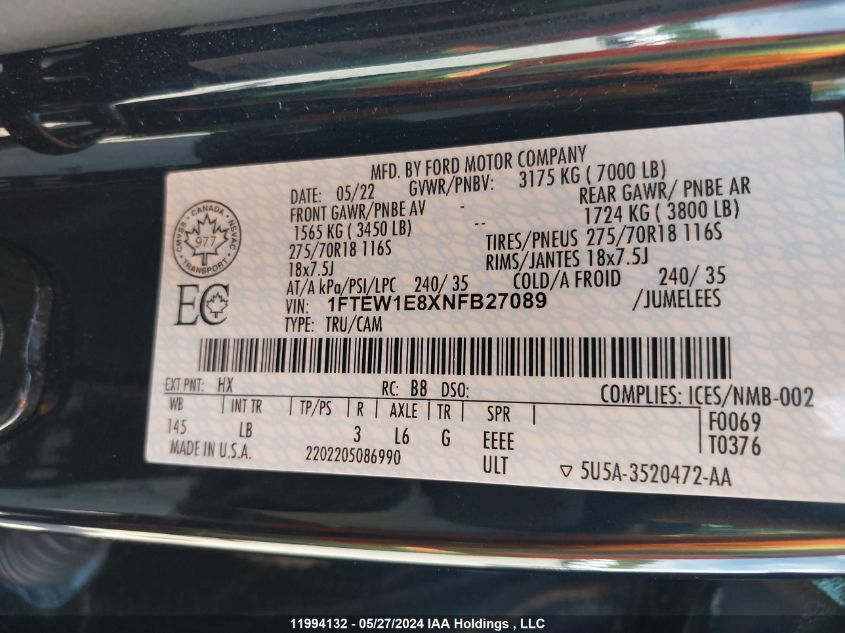 MFD. BY FORD MOTOR COMPANY
DATE: 05/22 GVWR/PNBV: 3175 KG ( 7000 LB)
FRONT GAWR/PNBE AV - REAR GAWR/ PNBE AR
1565 KG ( 3450 LB) -- 1724 KG ( 3800 LB)
275/70R18 116S TIRES/PNEUS 275/70R18 116S
18x7.5J RIMS/JANTES 18x7.5J
AT/A kPa/PSI/LPC 240/ 35 COLD/A FROID 240/ 35
VIN: 1FTEW1E8XNFB27089 /JUMELEES
TYPE: TRU/CAM
CANADA
CMVSS NSVAC
977
TRANSPORT
EC
EXT PNT: HX RC: B8 DSO: COMPLIES: ICES/NMB-002
WB INT TR TP/PS R AXLE TR SPR F0069
145 LB 3 L6 G EEEE T0376
MADE IN U.S.A. 2202205086990 ULT ▽ 5U5A-3520472-AA
11994132 - 05/27/2024 IAA Holdings , LLC